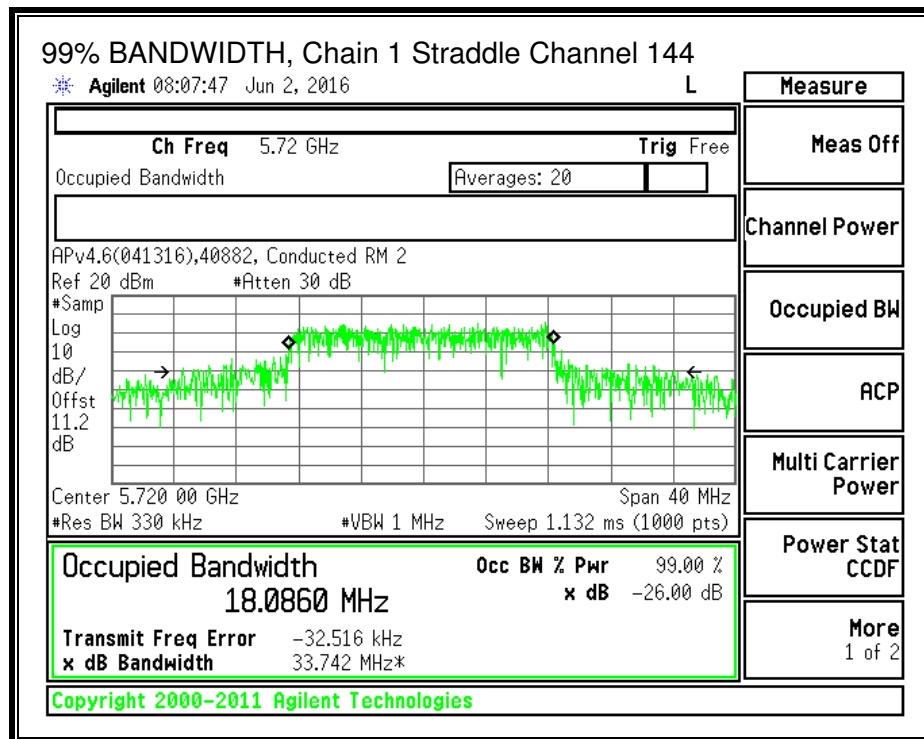 99% BANDWIDTH, Chain 1 Straddle Channel 144
Agilent 08:07:47 Jun 2, 2016 L
Measure
Ch Freq 5.72 GHz Trig Free
Meas Off
Occupied Bandwidth Averages: 20
Channel Power
APv4.6(041316),40882, Conducted RM 2
Ref 20 dBm #Atten 30 dB
#Samp
Log
10
dB/
Offst
11.2
dB
Occupied BW
ACP
Multi Carrier
Power
Center 5.720 00 GHz Span 40 MHz
#Res BW 330 kHz #VBW 1 MHz Sweep 1.132 ms (1000 pts)
Power Stat
CCDF
Occupied Bandwidth Occ BW % Pwr 99.00 %
18.0860 MHz x dB -26.00 dB
Transmit Freq Error -32.516 kHz
x dB Bandwidth 33.742 MHz*
More
1 of 2
Copyright 2000-2011 Agilent Technologies